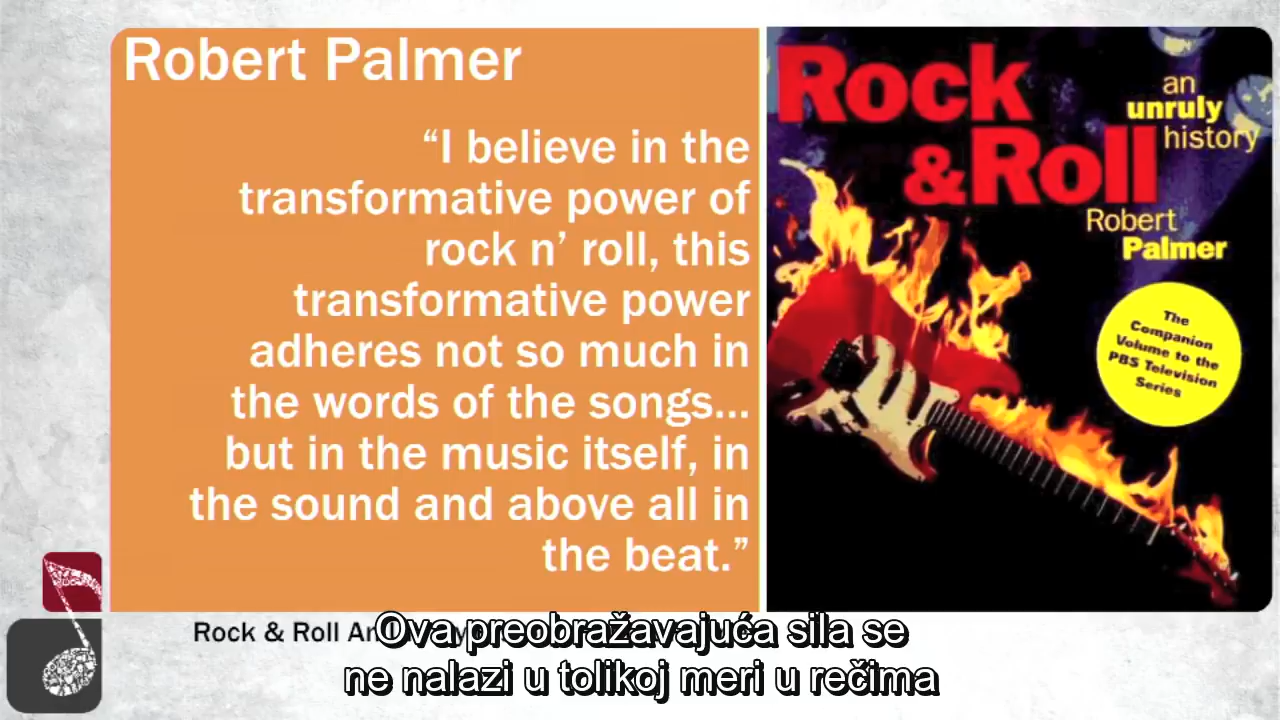 Robert Palmer
“I believe in the
transformative power of
rock n’ roll, this
transformative power
adheres not so much in
the words of the songs...
but in the music itself, in
the sound and above all in
the beat.”
Rock
&Roll
an
unruly
history
Robert
Palmer
The
Companion
Volume to the
PBS Television
Series
Rock & Roll
Ova preobražavajuća sila se
ne nalazi u tolikoj meri u rečima